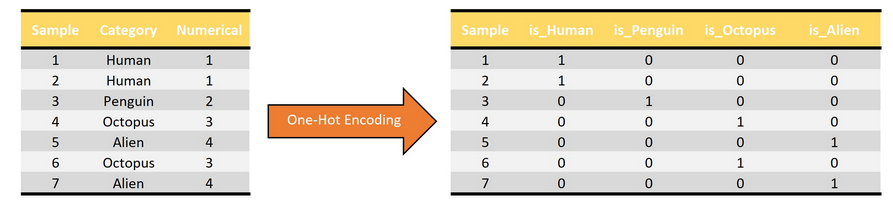 Sample Category Numerical
1 Human 1
2 Human 1
3 Penguin 2
4 Octopus 3
5 Alien 4
6 Octopus 3
7 Alien 4
One-Hot Encoding
Sample is_Human is_Penguin is_Octopus is_Alien
1 1 0 0 0
2 1 0 0 0
3 0 1 0 0
4 0 0 1 0
5 0 0 0 1
6 0 0 1 0
7 0 0 0 1